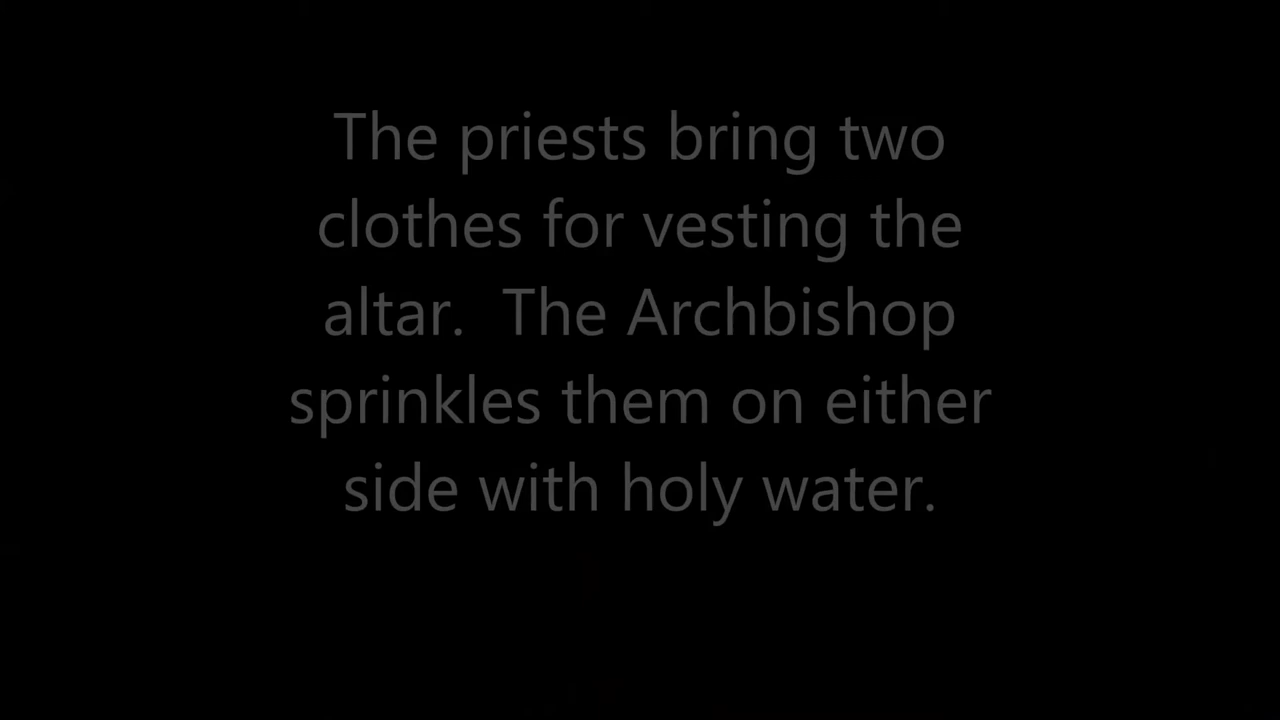 The priests bring two
clothes for vesting the
altar.  The Archbishop
sprinkles them on either
side with holy water.